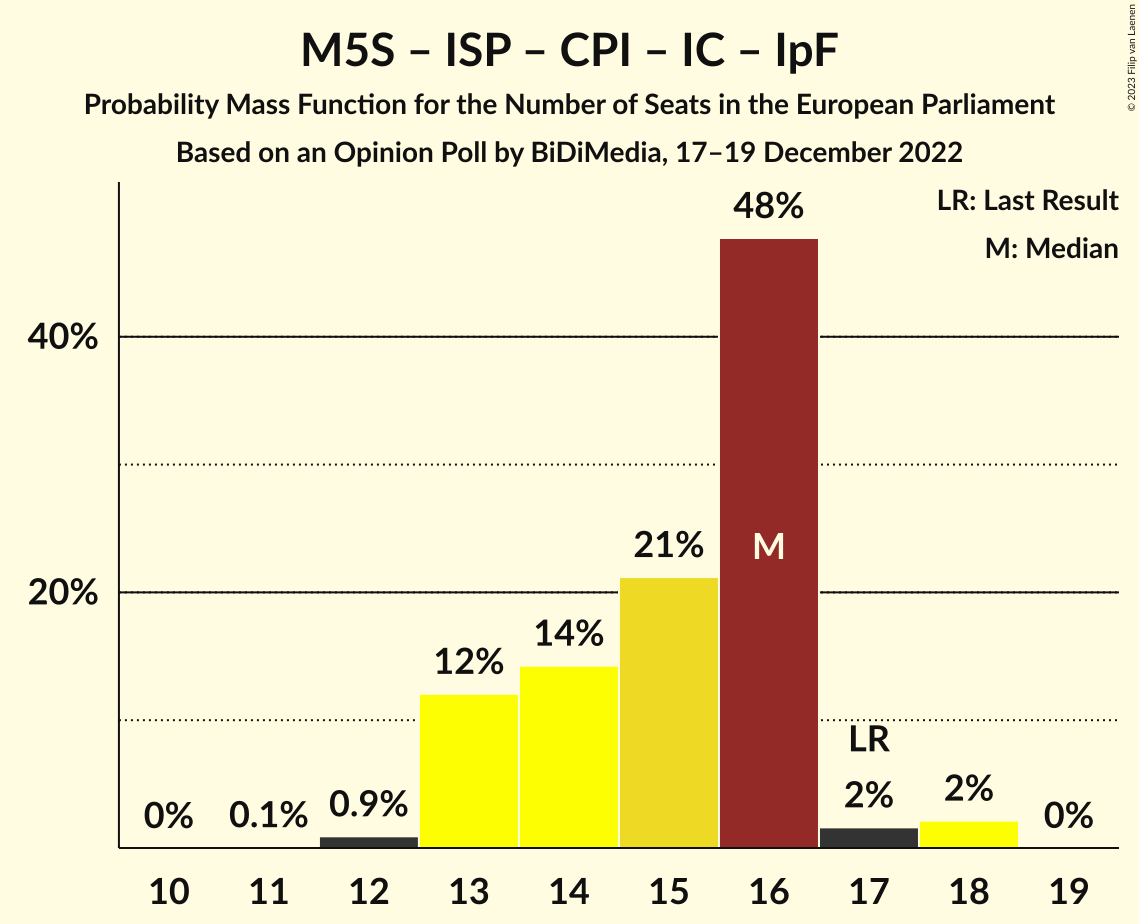 M5S – ISP – CPI – IC – IpF
Probability Mass Function for the Number of Seats in the European Parliament
Based on an Opinion Poll by BiDiMedia, 17–19 December 2022
© 2023 Filip van Laenen
LR: Last Result
M: Median
40%
20%
0%
0.1%
0.9%
12%
14%
21%
48%
M
LR
2%
2%
0%
10 11 12 13 14 15 16 17 18 19